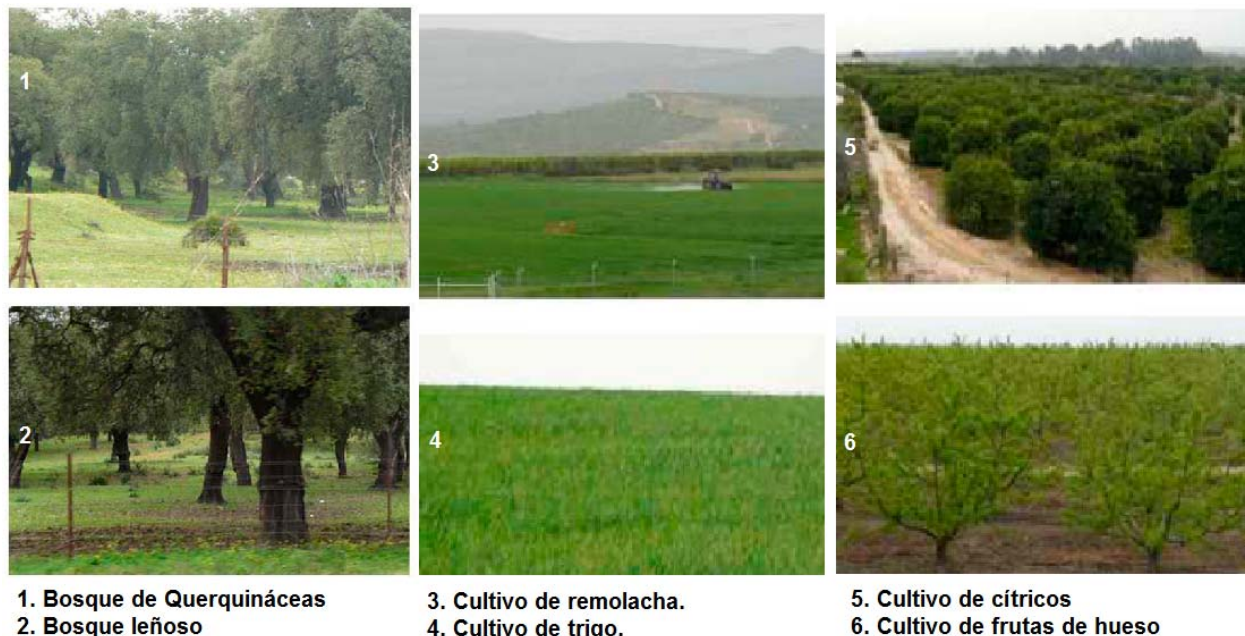 1
3
5
2
4
6
1. Bosque de Querquináceas
2. Bosque leñoso
3. Cultivo de remolacha.
4. Cultivo de trigo.
5. Cultivo de cítricos
6. Cultivo de frutas de hueso